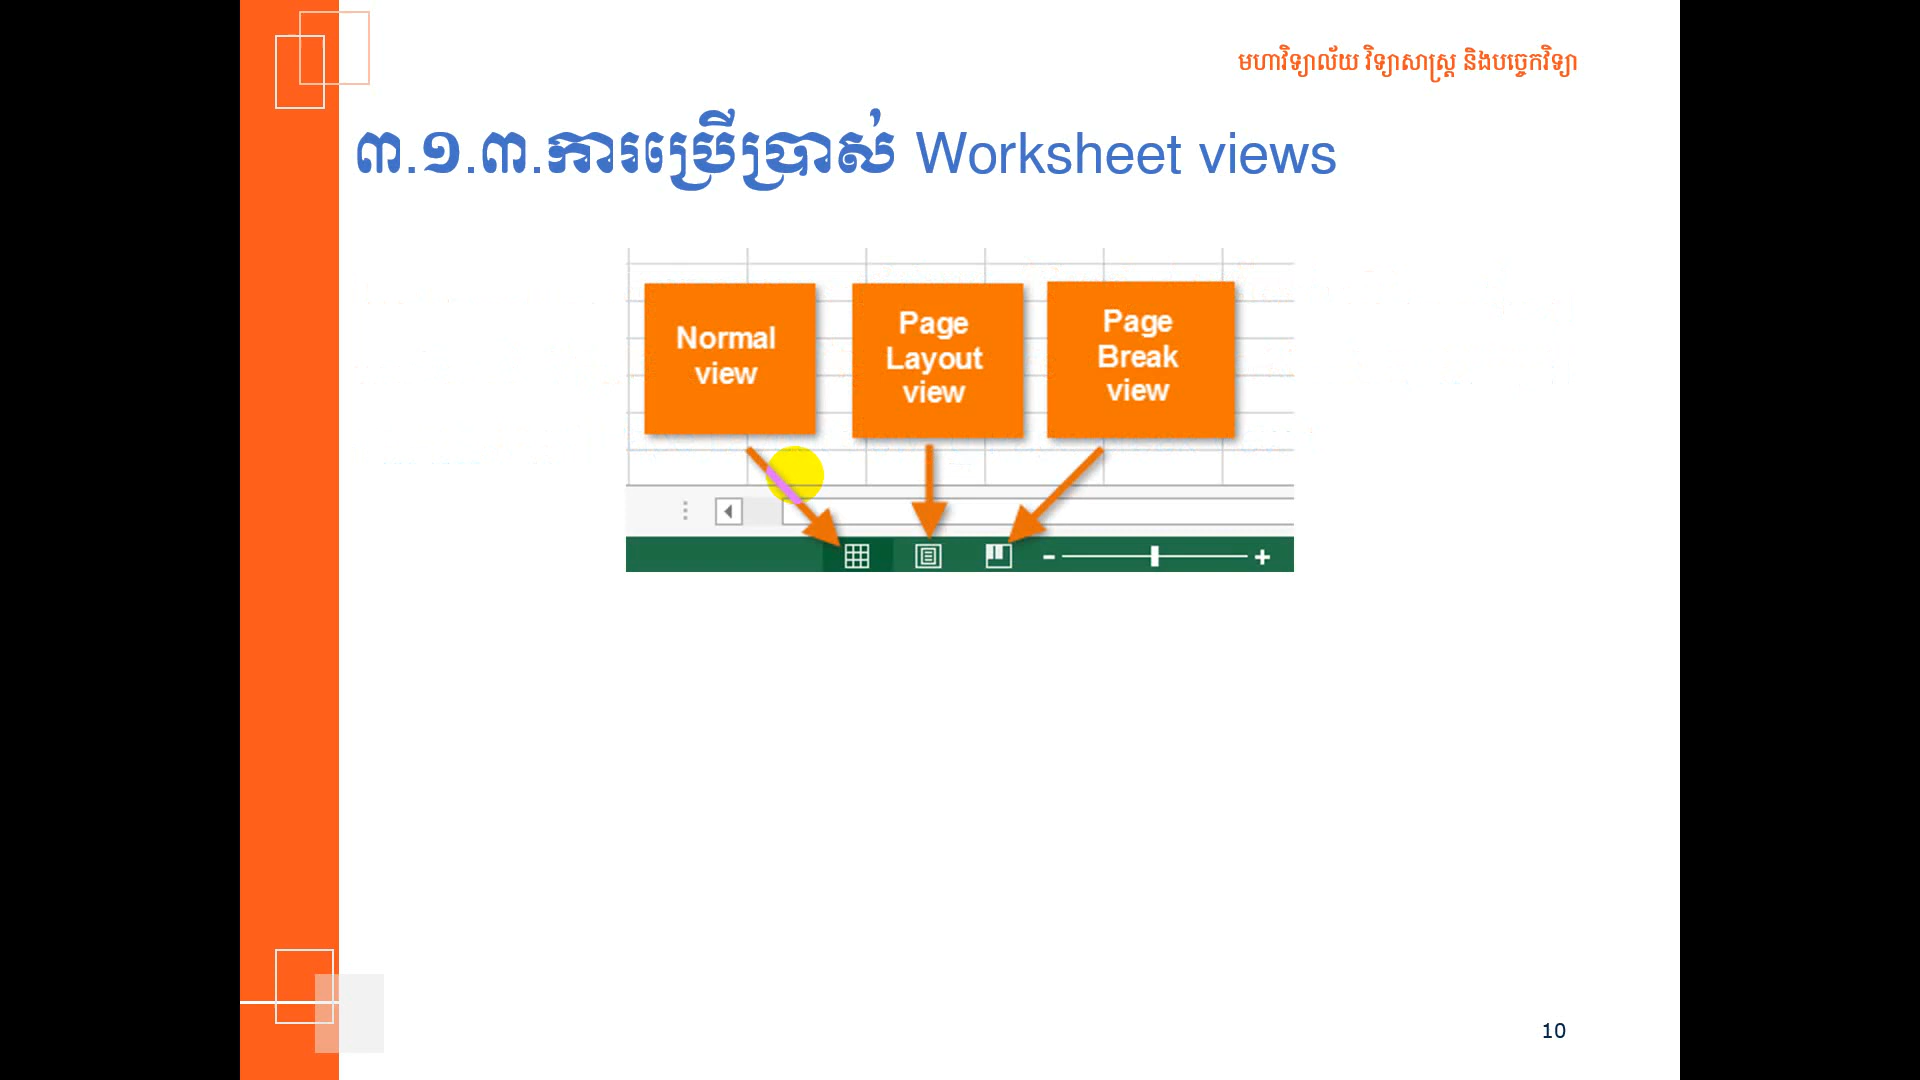 មហាវិទ្យាល័យ វិទ្យាសាស្ត្រ និងបច្ចេកវិទ្យា
៣.១.៣.ការប្រើប្រាស់ Worksheet views
Normal
view
Page
Layout
view
Page
Break
view
10